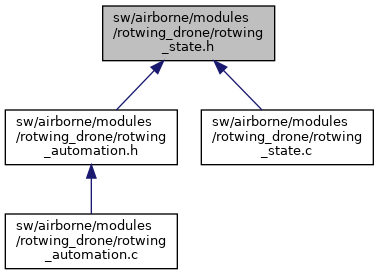 sw/airborne/modules
/rotwing_drone/rotwing
_state.h
sw/airborne/modules
/rotwing_drone/rotwing
_automation.h
sw/airborne/modules
/rotwing_drone/rotwing
_state.c
sw/airborne/modules
/rotwing_drone/rotwing
_automation.c